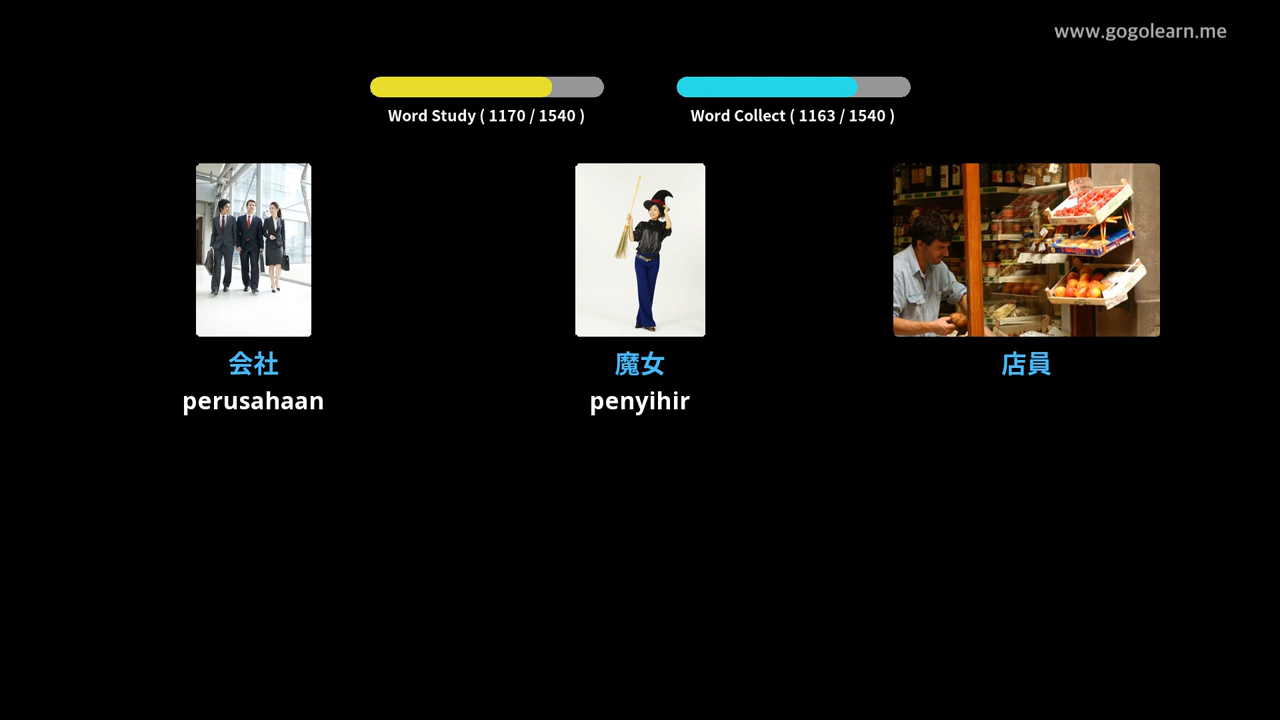 www.gogolearn.me
Word Study ( 1170 / 1540 )
Word Collect ( 1163 / 1540 )
会社
perusahaan
魔女
penyihir
店員